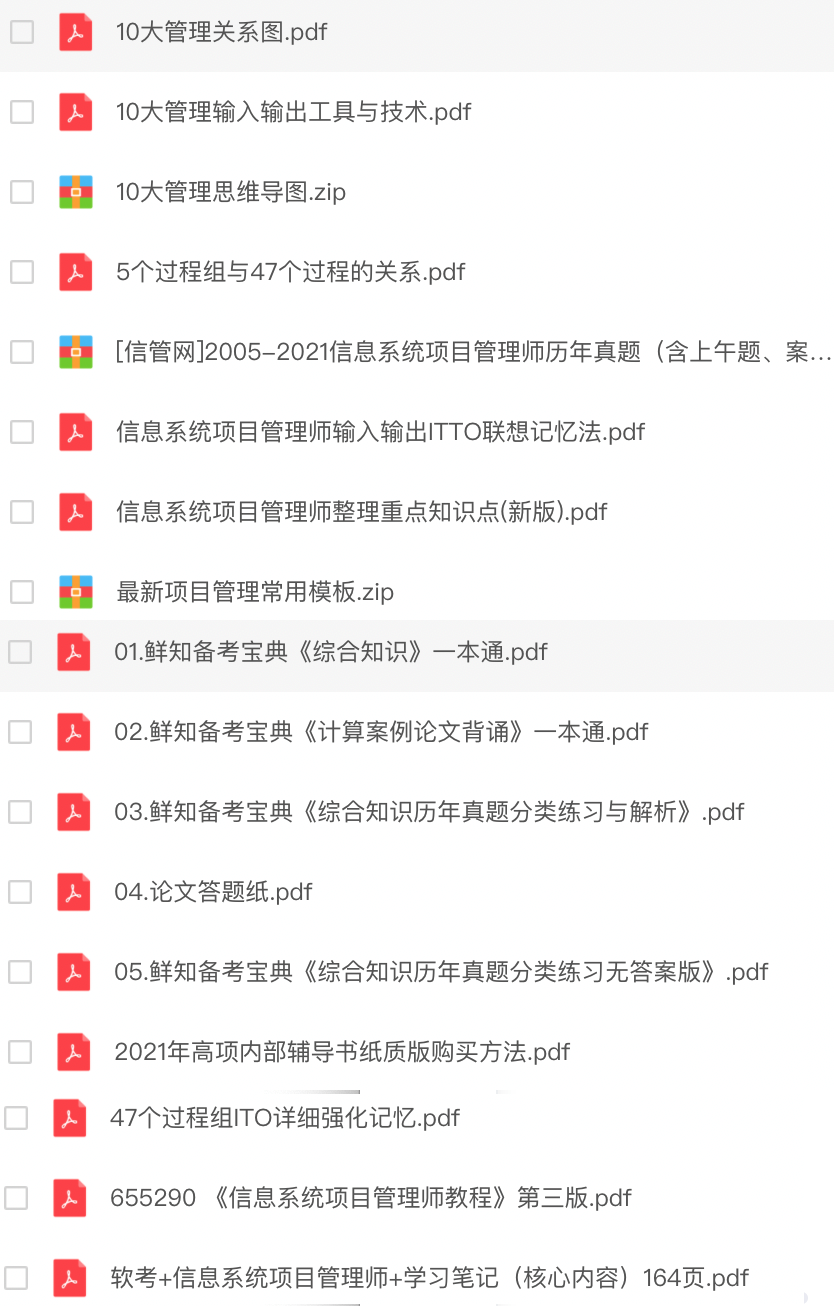 10大管理关系图.pdf
10大管理输入输出工具与技术.pdf
10大管理思维导图.zip
5个过程组与47个过程的关系.pdf
[信管网]2005-2021信息系统项目管理师历年真题（含上午题、案...
信息系统项目管理师输入输出ITTO联想记忆法.pdf
信息系统项目管理师整理重点知识点(新版).pdf
最新项目管理常用模板.zip
01.鲜知备考宝典《综合知识》一本通.pdf
02.鲜知备考宝典《计算案例论文背诵》一本通.pdf
03.鲜知备考宝典《综合知识历年真题分类练习与解析》.pdf
04.论文答题纸.pdf
05.鲜知备考宝典《综合知识历年真题分类练习无答案版》.pdf
2021年高项内部辅导书纸质版购买方法.pdf
47个过程组ITO详细强化记忆.pdf
655290 《信息系统项目管理师教程》第三版.pdf
软考+信息系统项目管理师+学习笔记（核心内容）164页.pdf